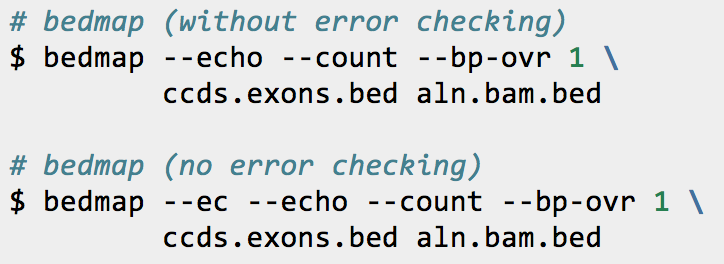 # bedmap (without error checking)
$ bedmap --echo --count --bp-ovr 1 \
ccds.exons.bed aln.bam.bed
# bedmap (no error checking)
$ bedmap --ec --echo --count --bp-ovr 1 \
ccds.exons.bed aln.bam.bed